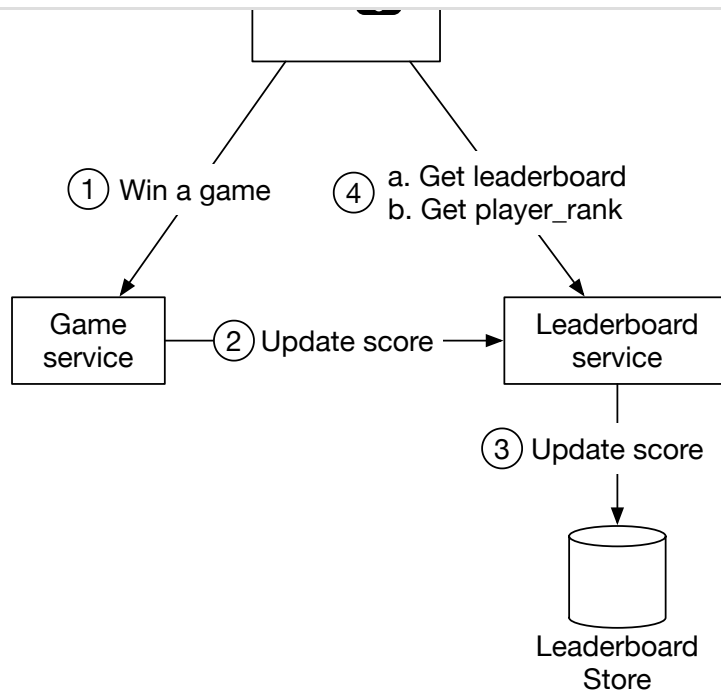 1 Win a game
4 a. Get leaderboard
b. Get player_rank
Game
service
2 Update score
Leaderboard
service
3 Update score
Leaderboard
Store